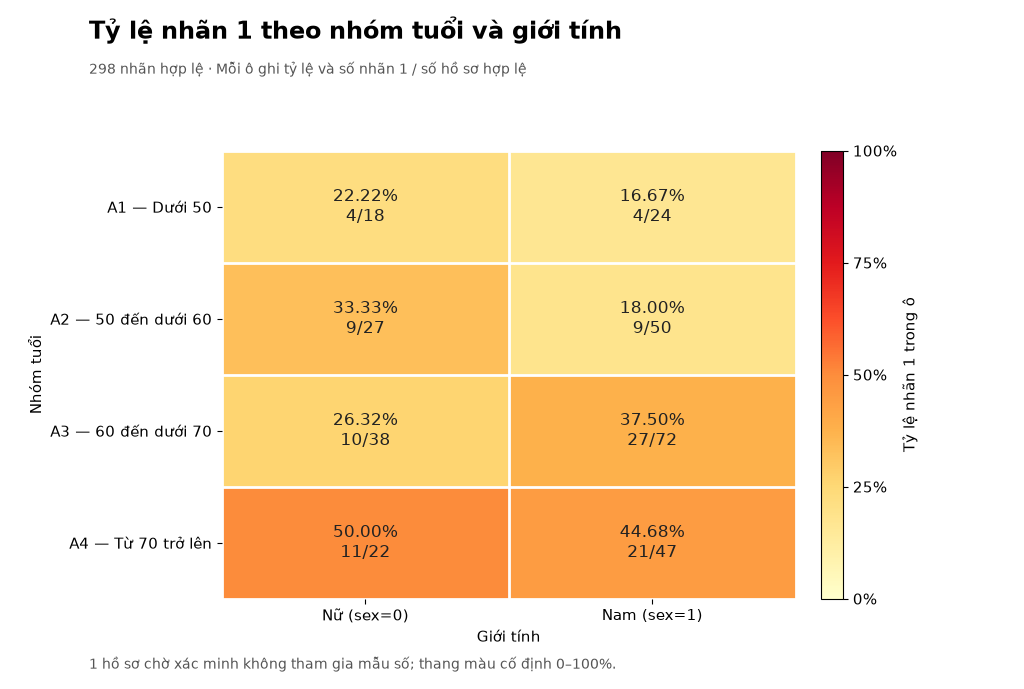 Tỷ lệ nhãn 1 theo nhóm tuổi và giới tính
298 nhãn hợp lệ · Mỗi ô ghi tỷ lệ và số nhãn 1 / số hồ sơ hợp lệ
Nhóm tuổi
A1 — Dưới 50
22.22%
4/18
16.67%
4/24
A2 — 50 đến dưới 60
33.33%
9/27
18.00%
9/50
A3 — 60 đến dưới 70
26.32%
10/38
37.50%
27/72
A4 — Từ 70 trở lên
50.00%
11/22
44.68%
21/47
Nữ (sex=0)
Nam (sex=1)
Giới tính
100%
75%
50%
25%
0%
Tỷ lệ nhãn 1 trong ô
1 hồ sơ chờ xác minh không tham gia mẫu số; thang màu cố định 0–100%.